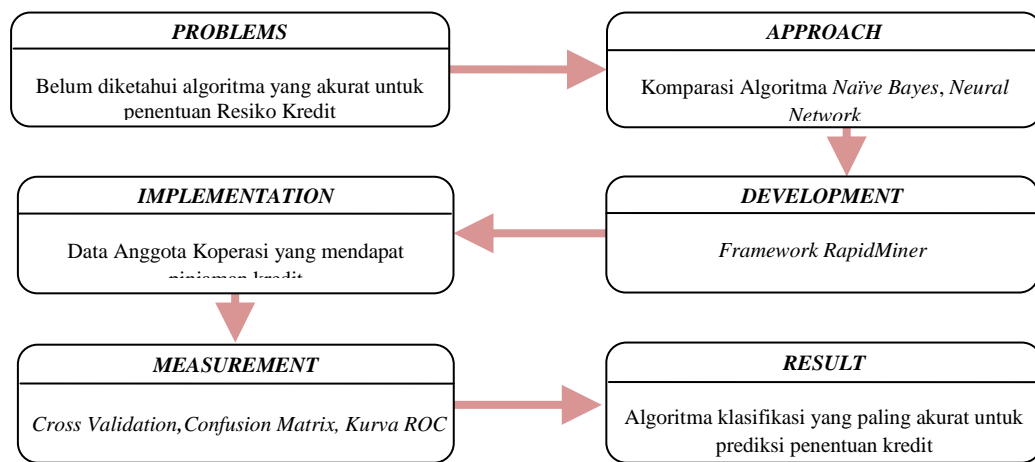 PROBLEMS
Belum diketahui algoritma yang akurat untuk
penentuan Resiko Kredit
APPROACH
Komparasi Algoritma Naïve Bayes, Neural
Network
DEVELOPMENT
Framework RapidMiner
IMPLEMENTATION
Data Anggota Koperasi yang mendapat
pinjaman kredit
MEASUREMENT
Cross Validation, Confusion Matrix, Kurva ROC
RESULT
Algoritma klasifikasi yang paling akurat untuk
prediksi penentuan kredit